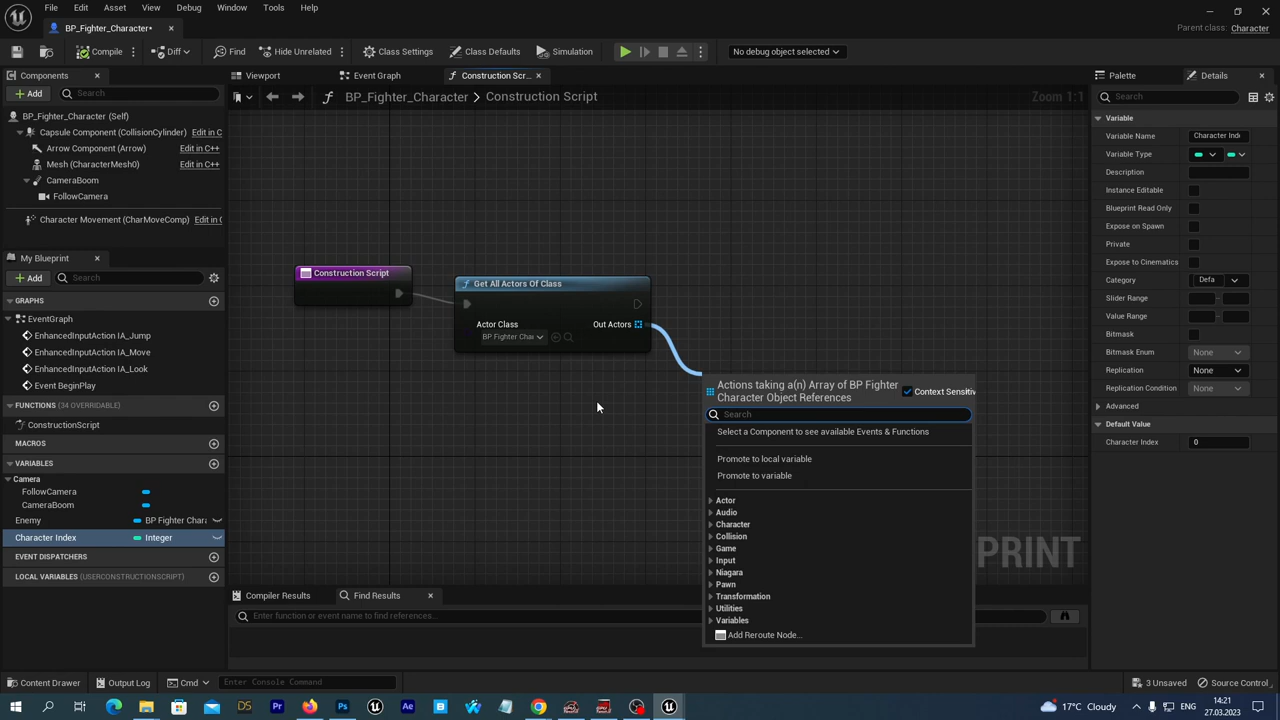 File Edit Asset View Debug Window Tools Help
BP_Fighter_Character*
Parent class: Character
Compile Diff Find Hide Unrelated Class Settings Class Defaults Simulation No debug object selected
Components
Viewport Event Graph Construction Scr...
Palette Details
Add Search
BP_Fighter_Character > Construction Script
Zoom 1:1
Search
BP_Fighter_Character (Self)
Capsule Component (CollisionCylinder) Edit in C
Arrow Component (Arrow) Edit in C++
Mesh (CharacterMesh0) Edit in C++
CameraBoom
FollowCamera
Character Movement (CharMoveComp) Edit in C
My Blueprint
Add Search
GRAPHS
EventGraph
EnhancedInputAction IA_Jump
EnhancedInputAction IA_Move
EnhancedInputAction IA_Look
Event BeginPlay
FUNCTIONS (34 OVERRIDABLE)
ConstructionScript
MACROS
VARIABLES
Camera
FollowCamera
CameraBoom
Enemy BP Fighter Chara
Character Index Integer
EVENT DISPATCHERS
LOCAL VARIABLES (USERCONSTRUCTIONSCRIPT)
Construction Script
Get All Actors Of Class
Actor Class
Out Actors
BP Fighter Char
Actions taking a(n) Array of BP Fighter
Character Object References
Context Sensitiv
Search
Select a Component to see available Events & Functions
Promote to local variable
Promote to variable
Actor
Audio
Character
Collision
Game
Input
Niagara
Pawn
Transformation
Utilities
Variables
Add Reroute Node...
PRINT
Compiler Results Find Results
Enter function or event name to find references...
Variable
Variable Name Character Ind
Variable Type
Description
Instance Editable
Blueprint Read Only
Expose on Spawn
Private
Expose to Cinematics
Category Defa
Slider Range
Value Range
Bitmask
Bitmask Enum None
Replication None
Replication Condition None
Advanced
Default Value
Character Index 0
Content Drawer Output Log Cmd Enter Console Command
3 Unsaved Source Control
17°C Cloudy
14:21
27.03.2023